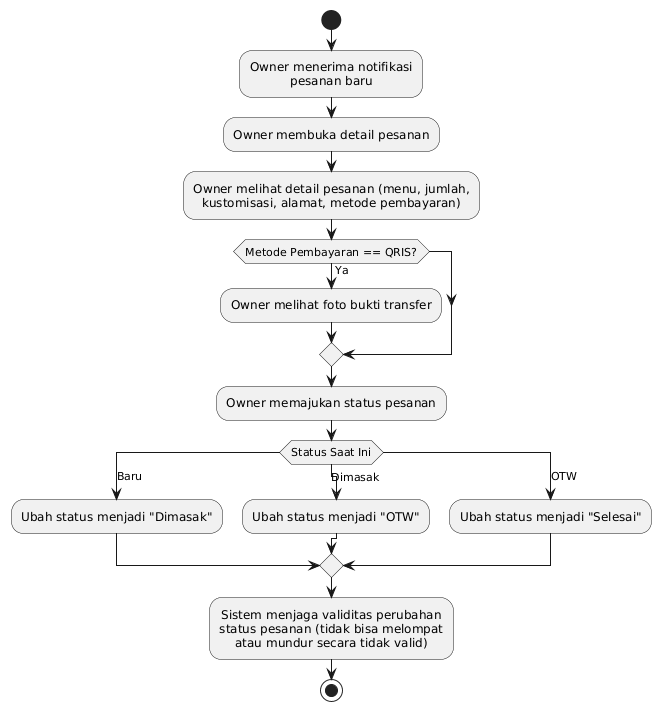 Owner menerima notifikasi
pesanan baru
Owner membuka detail pesanan
Owner melihat detail pesanan (menu, jumlah,
kustomisasi, alamat, metode pembayaran)
Metode Pembayaran == QRIS?
Ya
Owner melihat foto bukti transfer
Owner memajukan status pesanan
Status Saat Ini
Baru
Dimasak
OTW
Ubah status menjadi "Dimasak"
Ubah status menjadi "OTW"
Ubah status menjadi "Selesai"
Sistem menjaga validitas perubahan
status pesanan (tidak bisa melompat
atau mundur secara tidak valid)